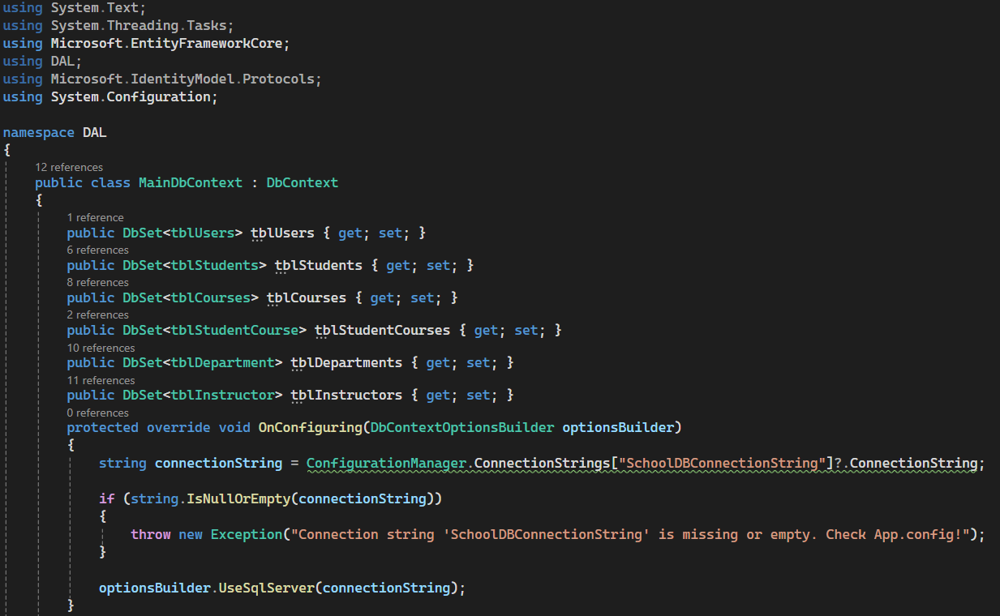 using System.Text;
using System.Threading.Tasks;
using Microsoft.EntityFrameworkCore;
using DAL;
using Microsoft.IdentityModel.Protocols;
using System.Configuration;
namespace DAL
{
12 references
public class MainDbContext : DbContext
{
1 reference
public DbSet<tblUsers> tblUsers { get; set; }
6 references
public DbSet<tblStudents> tblStudents { get; set; }
8 references
public DbSet<tblCourses> tblCourses { get; set; }
2 references
public DbSet<tblStudentCourse> tblStudentCourses { get; set; }
10 references
public DbSet<tblDepartment> tblDepartments { get; set; }
11 references
public DbSet<tblInstructor> tblInstructors { get; set; }
0 references
protected override void OnConfiguring(DbContextOptionsBuilder optionsBuilder)
{
string connectionString = ConfigurationManager.ConnectionStrings["SchoolDBConnectionString"]?.ConnectionString;
if (string.IsNullOrEmpty(connectionString))
{
throw new Exception("Connection string 'SchoolDBConnectionString' is missing or empty. Check App.config!");
}
optionsBuilder.UseSqlServer(connectionString);
}